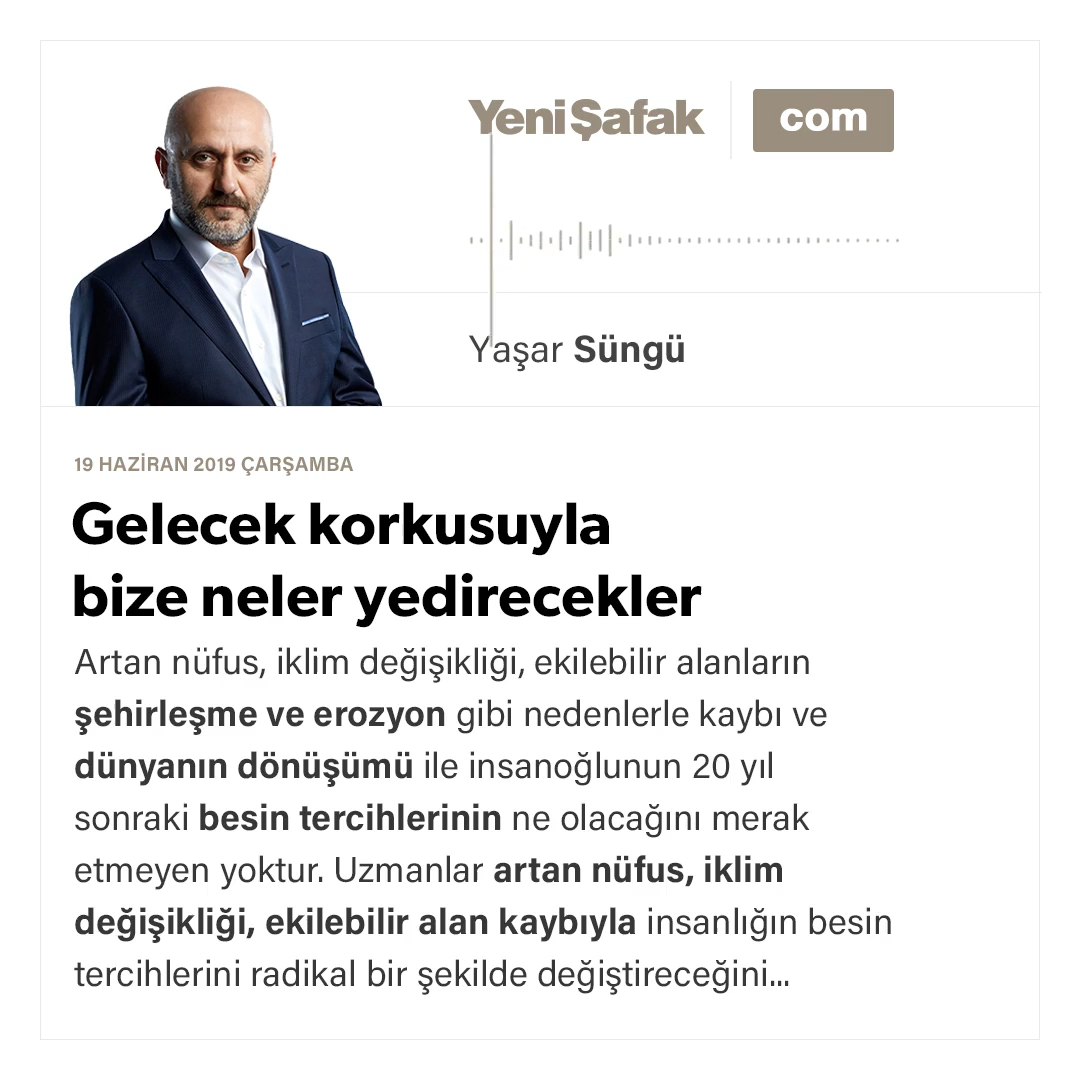 YeniŞafak
com
Yaşar Süngü
19 HAZİRAN 2019 ÇARŞAMBA
Gelecek korkusuyla
bize neler yedirecekler
Artan nüfus, iklim değişikliği, ekilebilir alanların
şehirleşme ve erozyon gibi nedenlerle kaybı ve
dünyanın dönüşümü ile insanoğlunun 20 yıl
sonraki besin tercihlerinin ne olacağını merak
etmeyen yoktur. Uzmanlar artan nüfus, iklim
değişikliği, ekilebilir alan kaybıyla insanlığın besin
tercihlerini radikal bir şekilde değiştireceğini...